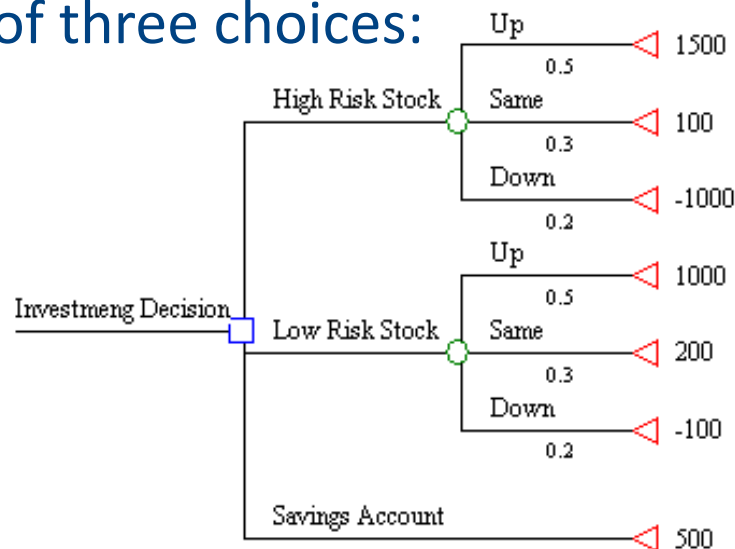 of three choices:
Up
1500
0.5
High Risk Stock
Same
100
0.3
Down
-1000
0.2
Up
1000
0.5
Investmeng Decision
Low Risk Stock
Same
200
0.3
Down
-100
0.2
Savings Account
500